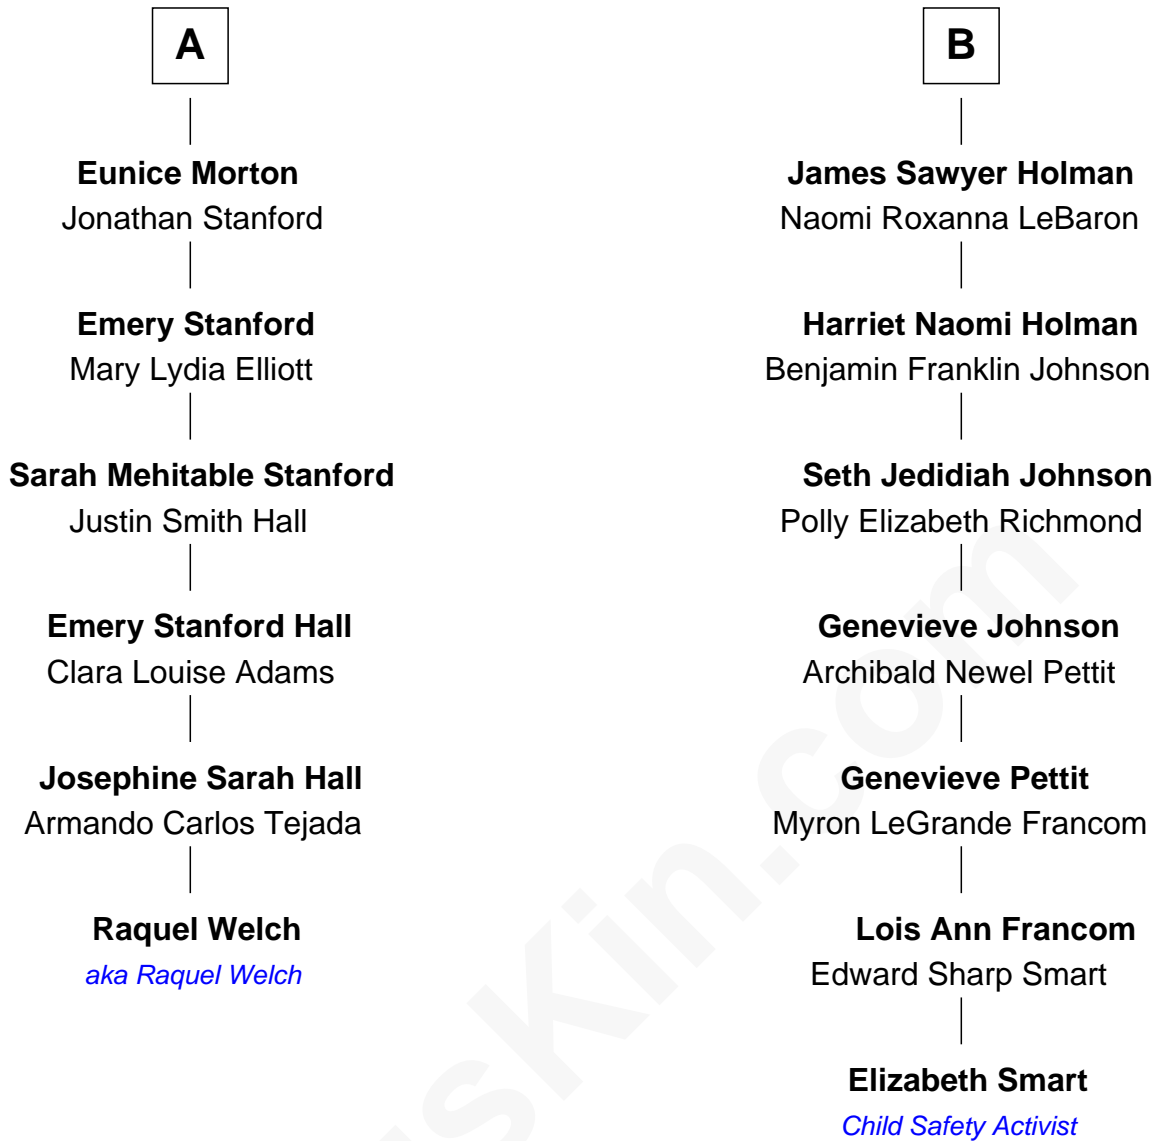 A
Eunice Morton
Jonathan Stanford
Emery Stanford
Mary Lydia Elliott
Sarah Mehitable Stanford
Justin Smith Hall
Emery Stanford Hall
Clara Louise Adams
Josephine Sarah Hall
Armando Carlos Tejada
Raquel Welch
aka Raquel Welch
B
James Sawyer Holman
Naomi Roxanna LeBaron
Harriet Naomi Holman
Benjamin Franklin Johnson
Seth Jedidiah Johnson
Polly Elizabeth Richmond
Genevieve Johnson
Archibald Newel Pettit
Genevieve Pettit
Myron LeGrande Francom
Lois Ann Francom
Edward Sharp Smart
Elizabeth Smart
Child Safety Activist